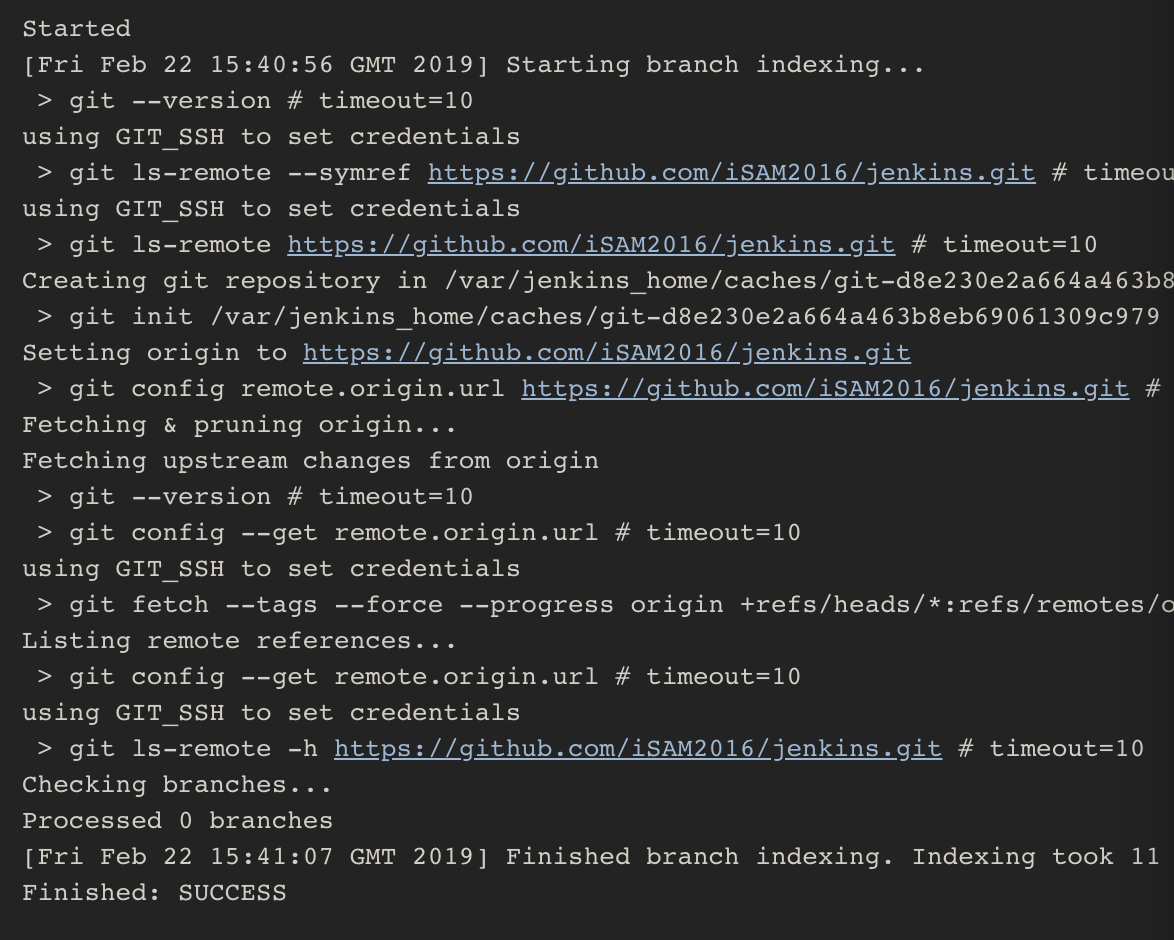 Started
[Fri Feb 22 15:40:56 GMT 2019] Starting branch indexing...
 > git --version # timeout=10
using GIT_SSH to set credentials
 > git ls-remote --symref https://github.com/iSAM2016/jenkins.git # timeou
using GIT_SSH to set credentials
 > git ls-remote https://github.com/iSAM2016/jenkins.git # timeout=10
Creating git repository in /var/jenkins_home/caches/git-d8e230e2a664a463b8
 > git init /var/jenkins_home/caches/git-d8e230e2a664a463b8eb69061309c979
Setting origin to https://github.com/iSAM2016/jenkins.git
 > git config remote.origin.url https://github.com/iSAM2016/jenkins.git #
Fetching & pruning origin...
Fetching upstream changes from origin
 > git --version # timeout=10
 > git config --get remote.origin.url # timeout=10
using GIT_SSH to set credentials
 > git fetch --tags --force --progress origin +refs/heads/*:refs/remotes/o
Listing remote references...
 > git config --get remote.origin.url # timeout=10
using GIT_SSH to set credentials
 > git ls-remote -h https://github.com/iSAM2016/jenkins.git # timeout=10
Checking branches...
Processed 0 branches
[Fri Feb 22 15:41:07 GMT 2019] Finished branch indexing. Indexing took 11
Finished: SUCCESS